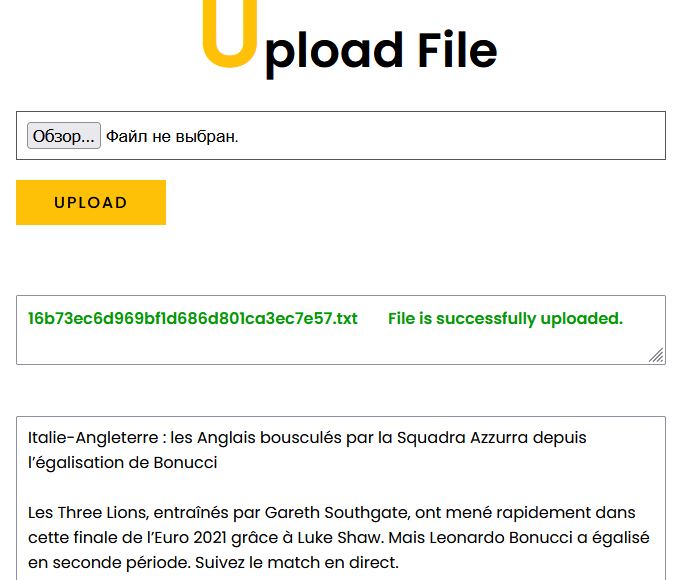 Upload File
Обзор... Файл не выбран.
UPLOAD
16b73ec6d969bf1d686d801ca3ec7e57.txt File is successfully uploaded.
Italie-Angleterre : les Anglais bousculés par la Squadra Azzurra depuis
l’égalisation de Bonucci
Les Three Lions, entraînés par Gareth Southgate, ont mené rapidement dans
cette finale de l’Euro 2021 grâce à Luke Shaw. Mais Leonardo Bonucci a égalisé
en seconde période. Suivez le match en direct.